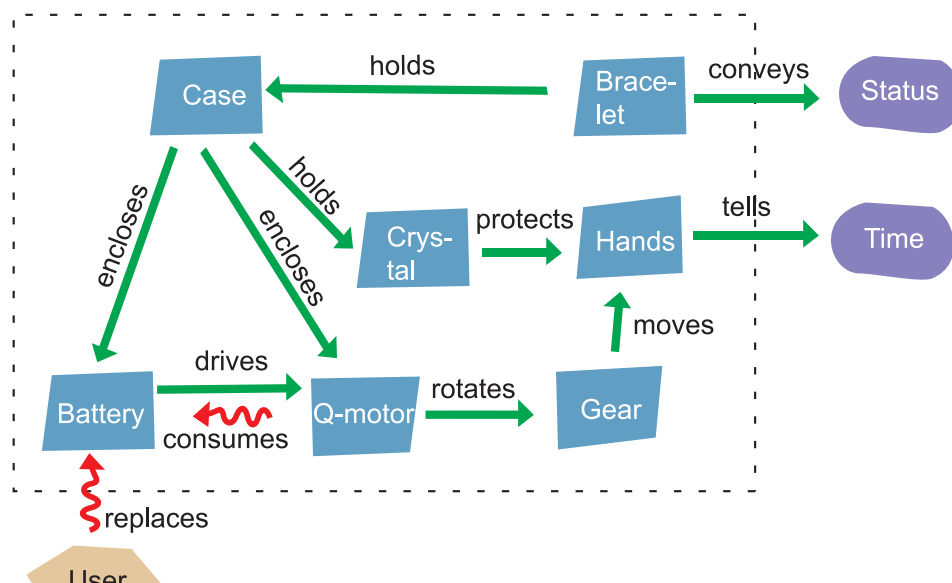 holds
conveys
Case
Brace-
let
Status
encloses
encloses
holds
Crys-
tal
protects
Hands
tells
Time
moves
drives
Battery
consumes
Q-motor
rotates
Gear
replaces
User